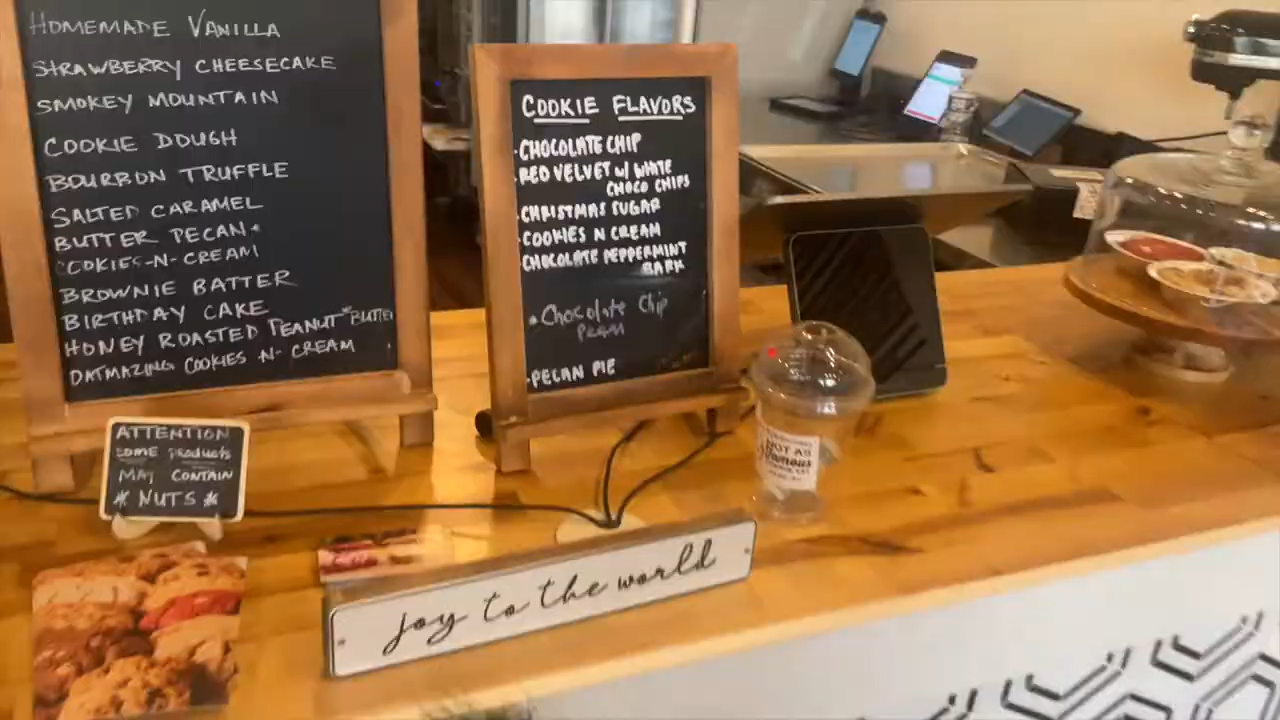 HOMEMADE VANILLA
STRAWBERRY CHEESECAKE
SMOKEY MOUNTAIN
COOKIE DOUGH
BOURBON TRUFFLE
SALTED CARAMEL
BUTTER PECAN
COOKIES-N-CREAM
BROWNIE BATTER
BIRTHDAY CAKE
HONEY ROASTED PEANUT BUTTER
DATMAZING COOKIES -N- CREAM
COOKIE FLAVORS
-CHOCOLATE CHIP
-RED VELVET W/ WHITE
CHOCO CHIPS
-CHRISTMAS SUGAR
-COOKIES N CREAM
-CHOCOLATE PEPPERMINT
BARK
-Chocolate Chip
-PECAN PIE
ATTENTION
some products
MAY CONTAIN
* NUTS *
NOT AS
Famous
joy to the world